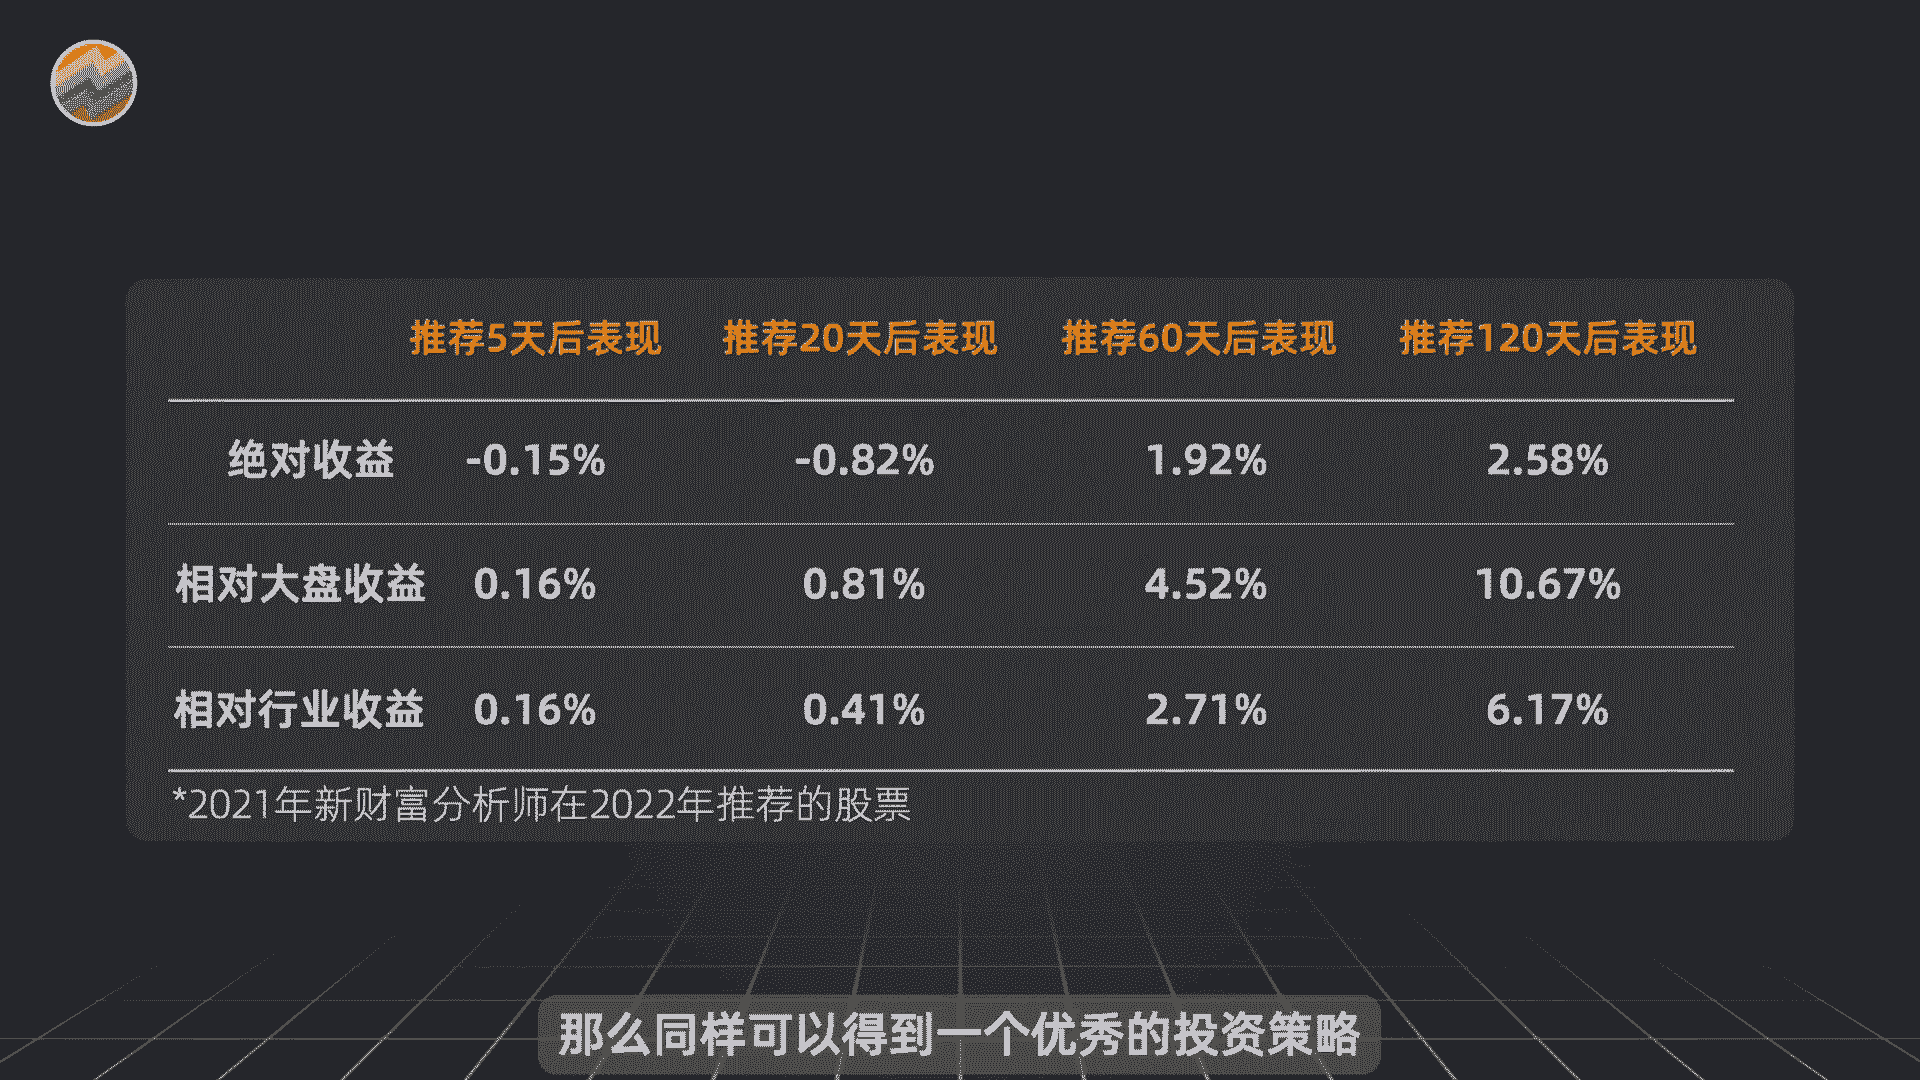 推荐5天后表现 推荐20天后表现 推荐60天后表现 推荐120天后表现
绝对收益 -0.15% -0.82% 1.92% 2.58%
相对大盘收益 0.16% 0.81% 4.52% 10.67%
相对行业收益 0.16% 0.41% 2.71% 6.17%
*2021年新财富分析师在2022年推荐的股票
那么同样可以得到一个优秀的投资策略